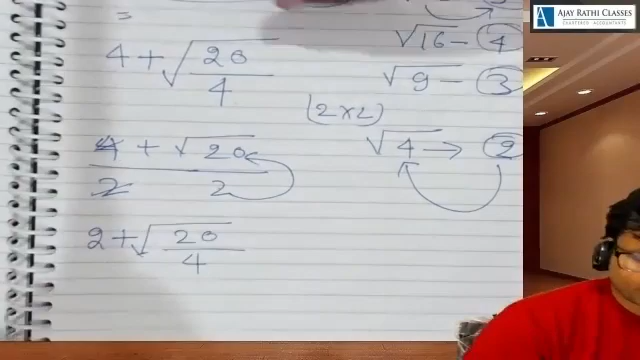 =
4 + √20/4
√16 - 4
√9 - 3
(2×2)
√4 → 2
4 + √20
2 2
2 + √20/4
AJAY RATHI CLASSES
CHARTERED ACCOUNTANTS